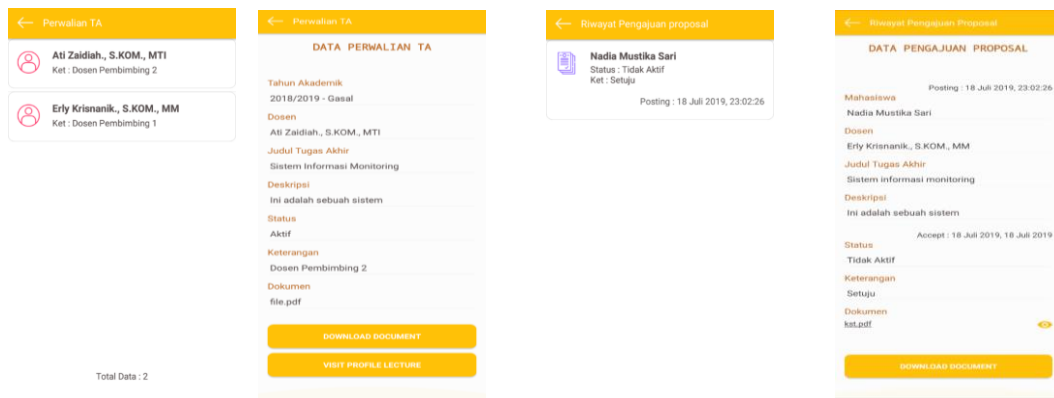 Perwalian TA
Ati Zaidiah., S.KOM., MTI
Ket : Dosen Pembimbing 2
Erly Krisnanik., S.KOM., MM
Ket : Dosen Pembimbing 1
Total Data : 2
Perwalian TA
DATA PERWALIAN TA
Tahun Akademik
2018/2019 - Gasal
Dosen
Ati Zaidiah., S.KOM., MTI
Judul Tugas Akhir
Sistem Informasi Monitoring
Deskripsi
Ini adalah sebuah sistem
Status
Aktif
Keterangan
Dosen Pembimbing 2
Dokumen
file.pdf
DOWNLOAD DOCUMENT
VISIT PROFILE LECTURE
Riwayat Pengajuan proposal
Nadia Mustika Sari
Status : Tidak Aktif
Ket : Setuju
Posting : 18 Juli 2019, 23:02:26
Riwayat Pengajuan Proposal
DATA PENGAJUAN PROPOSAL
Posting : 18 Juli 2019, 23:02:26
Mahasiswa
Nadia Mustika Sari
Dosen
Erly Krisnanik., S.KOM., MM
Judul Tugas Akhir
Sistem informasi monitoring
Deskripsi
Ini adalah sebuah sistem
Accept : 18 Juli 2019, 18 Juli 2019
Status
Tidak Aktif
Keterangan
Setuju
Dokumen
kst.pdf
DOWNLOAD DOCUMENT